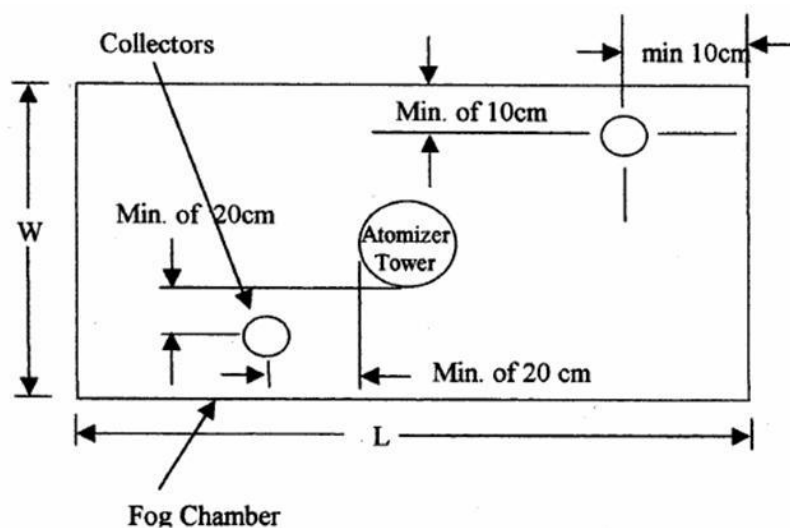 Collectors
min 10cm
Min. of 10cm
Min. of 20cm
W
Atomizer
Tower
Min. of 20 cm
L
Fog Chamber